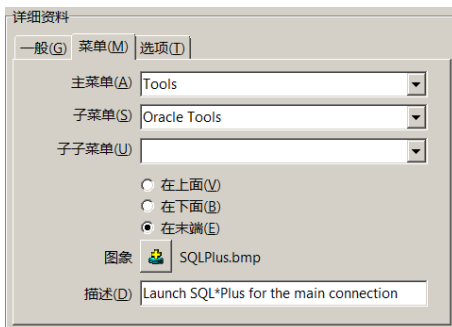 详细资料
一般(G) 菜单(M) 选项(T)
主菜单(A) Tools
子菜单(S) Oracle Tools
子子菜单(U)
在上面(V)
在下面(B)
在末端(E)
图象 SQLPlus.bmp
描述(D) Launch SQL*Plus for the main connection